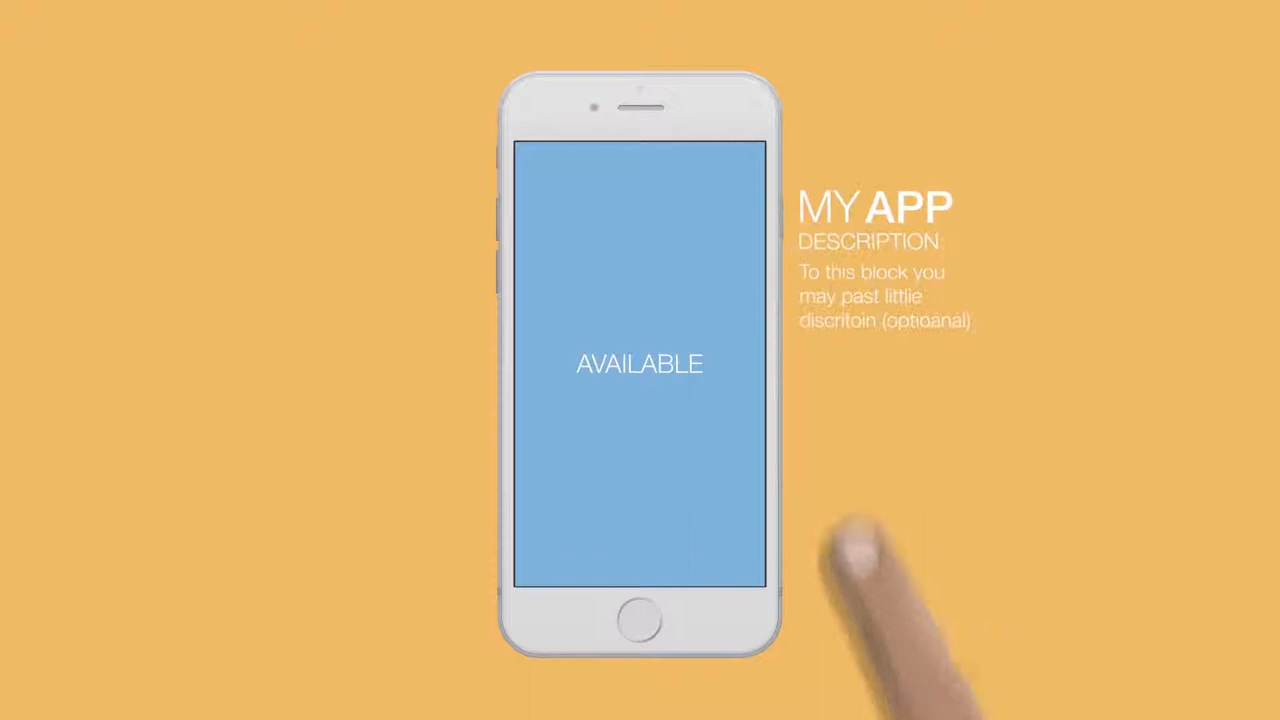 MY APP
DESCRIPTION
To this block you
may past little
discritoin (optioanal)
AVAILABLE